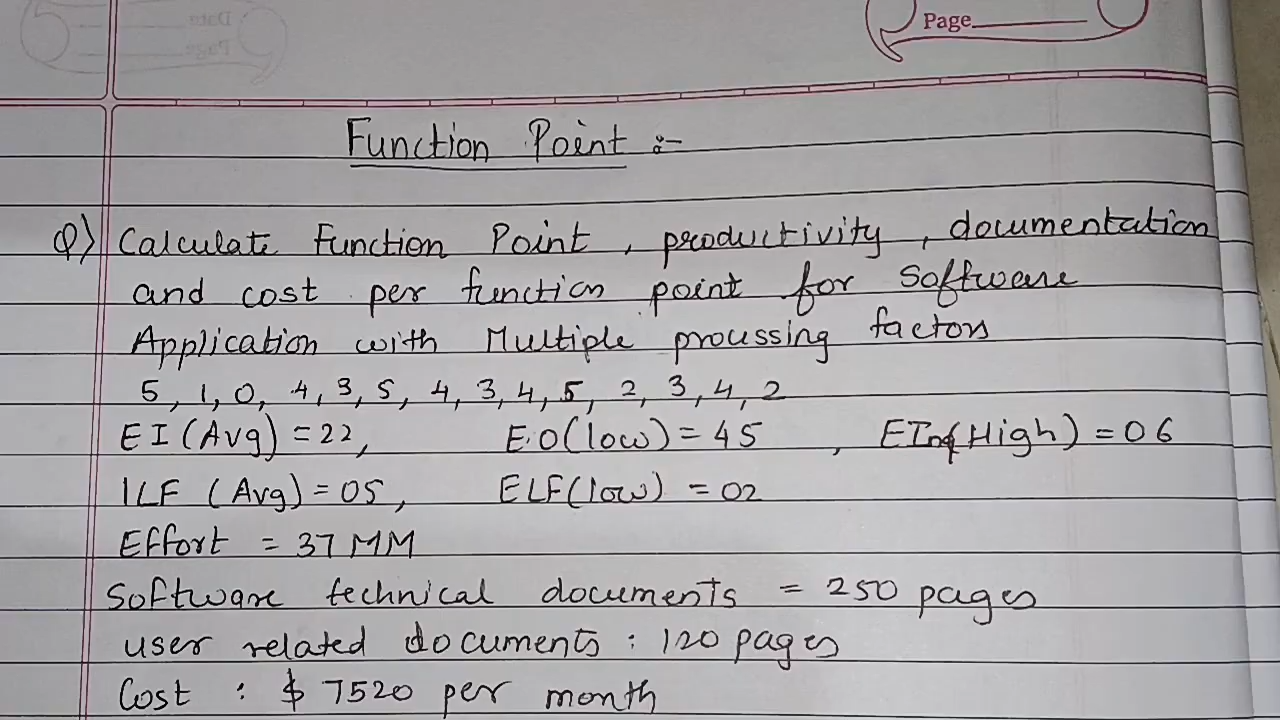 Page
Function Point :-
Q) Calculate Function Point, productivity, documentation
and cost per function point for software
Application with Multiple proussing factors
5, 1, 0, 4, 3, 5, 4, 3, 4, 5, 2, 3, 4, 2
EI (Avg) = 22, E.O (low) = 45, EInq(High) = 06
ILF (Avg) = 05, ELF(low) = 02
Effort = 37 MM
Software technical documents = 250 pages
user related documents : 120 pages
Cost : $ 7520 per month